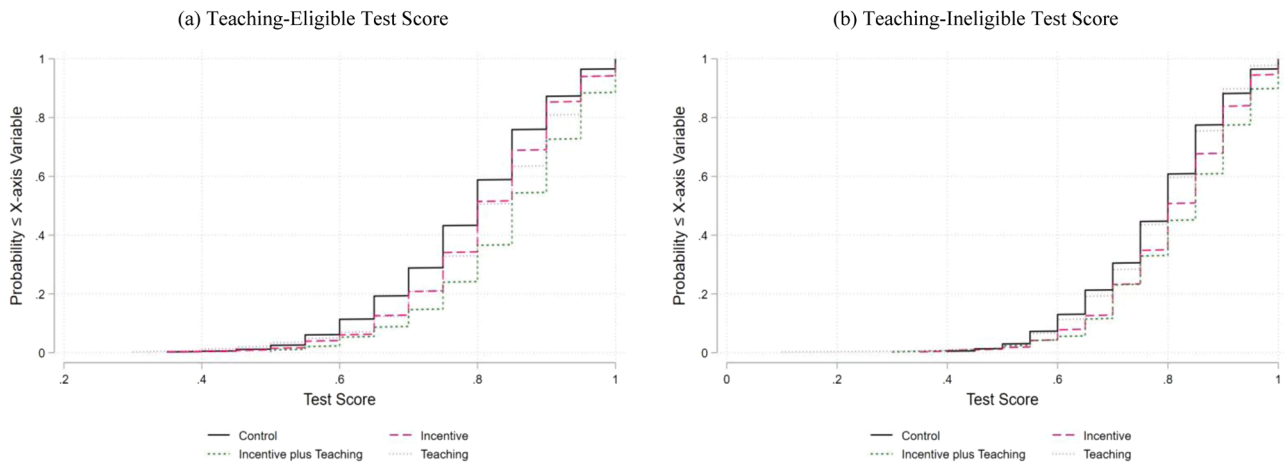 (a) Teaching-Eligible Test Score
Probability ≤ X-axis Variable
1
.8
.6
.4
.2
0
.2
.4
.6
.8
1
Test Score
Control
Incentive
Incentive plus Teaching
Teaching
(b) Teaching-Ineligible Test Score
Probability ≤ X-axis Variable
1
.8
.6
.4
.2
0
0
.2
.4
.6
.8
1
Test Score
Control
Incentive
Incentive plus Teaching
Teaching